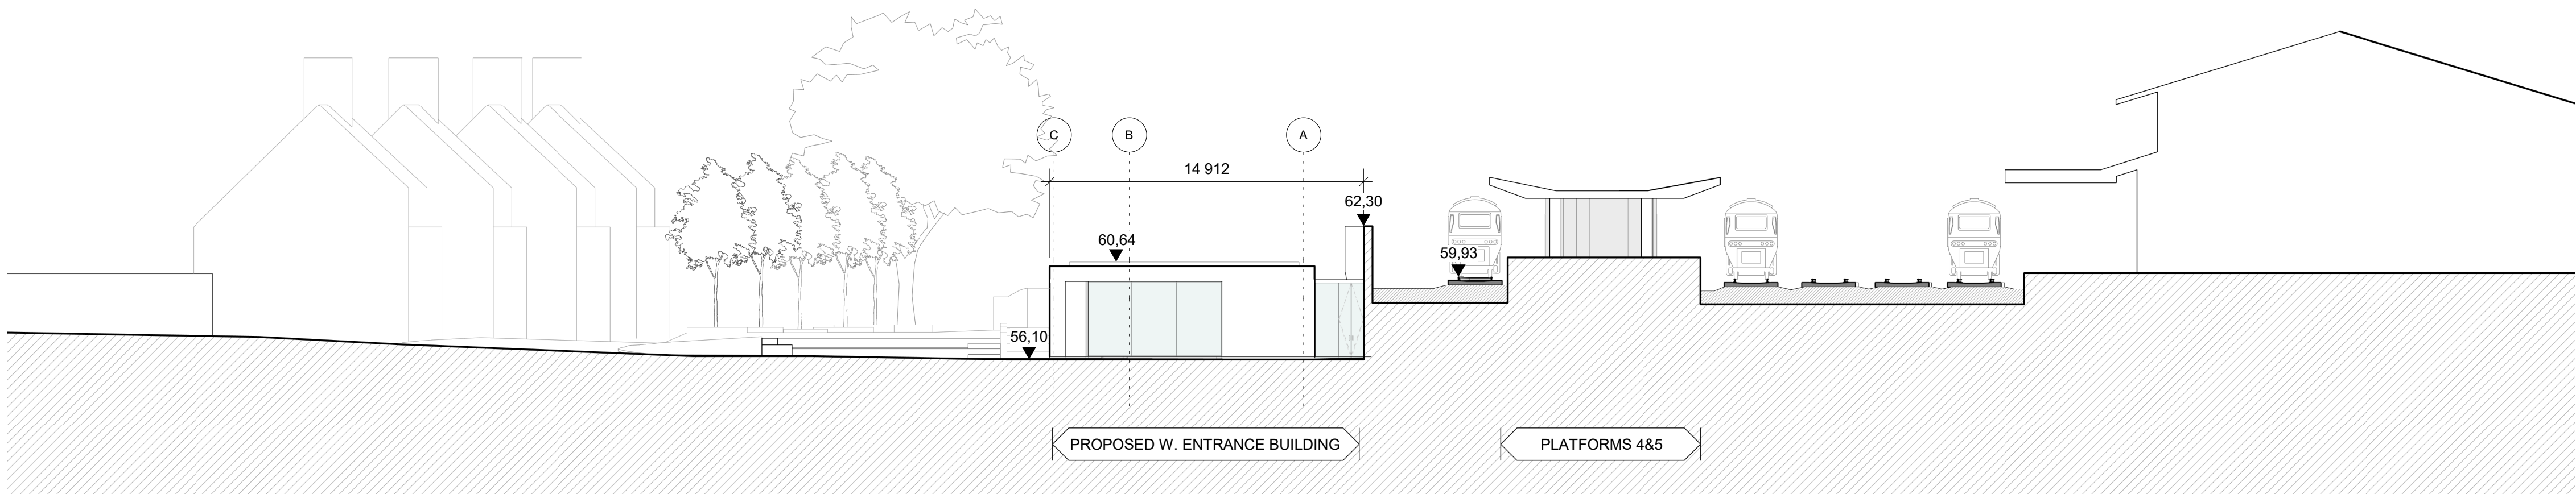 C
B
A
14 912
62,30
60,64
59,93
56,10
PROPOSED W. ENTRANCE BUILDING
PLATFORMS 4&5